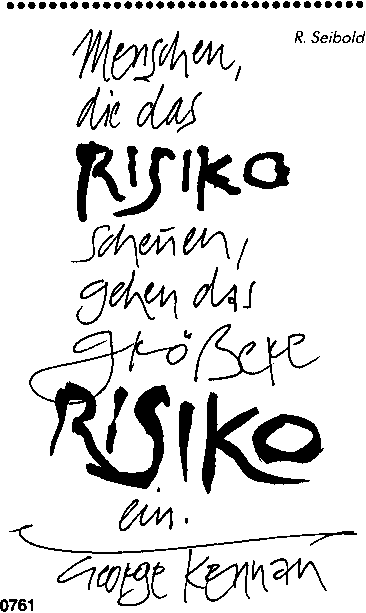 R. Seibold
Menschen,
die das
RISIKO
scheuen,
gehen das
größere
RISIKO
ein.
George Kennan
0761